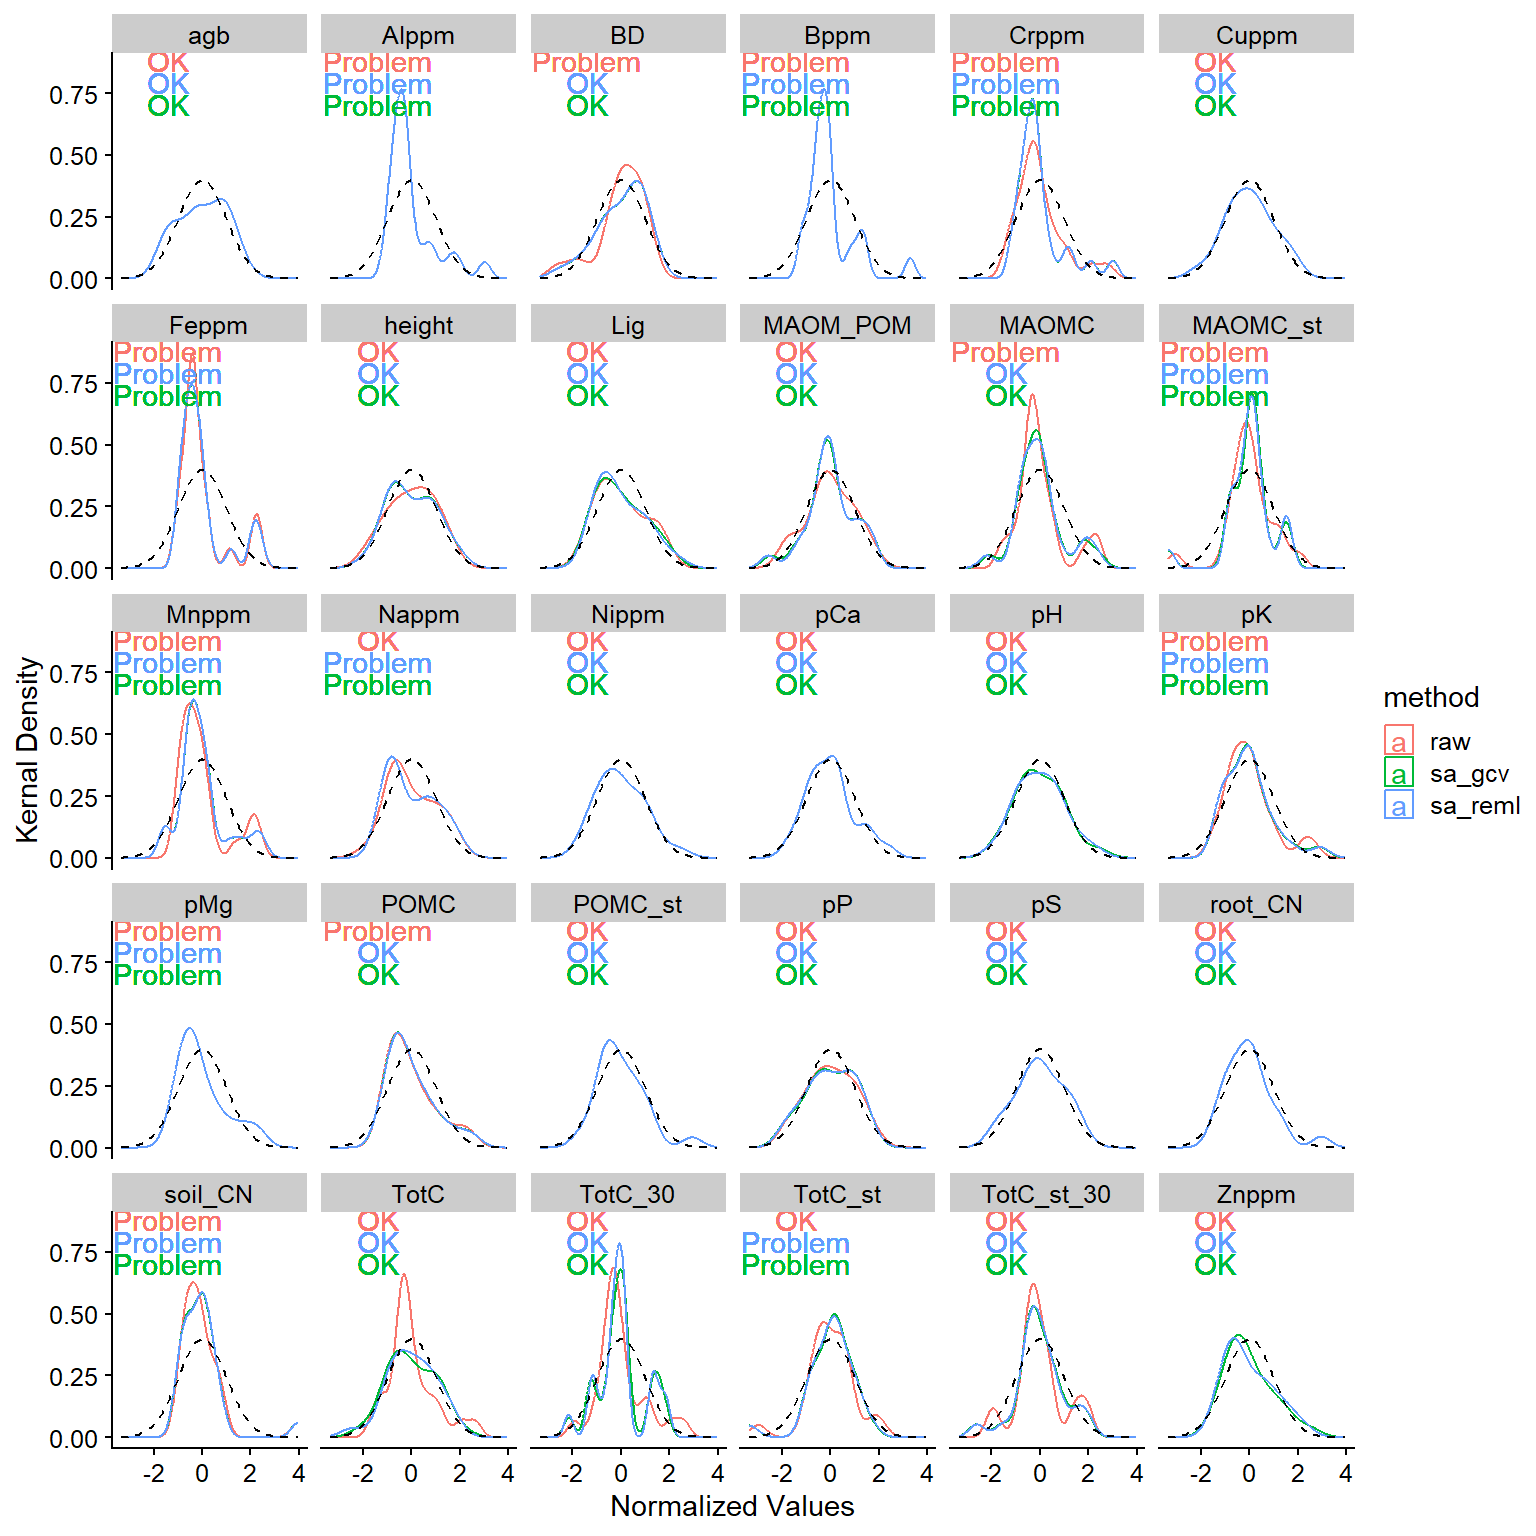 agb Alppm BD Bppm Crppm Cuppm
OK Problem Problem Problem Problem OK
OK Problem OK Problem Problem OK
OK Problem OK Problem Problem OK
0.75
0.50
0.25
0.00
Feppm height Lig MAOM_POM MAOMC MAOMC_st
Problem OK OK OK Problem Problem
Problem OK OK OK OK Problem
Problem OK OK OK OK Problem
0.75
0.50
0.25
0.00
Mnppm Nappm Nippm pCa pH pK
Problem OK OK OK OK Problem
Problem Problem OK OK OK Problem
Problem Problem OK OK OK Problem
0.75
0.50
0.25
0.00
pMg POMC POMC_st pP pS root_CN
Problem Problem OK OK OK OK
Problem OK OK OK OK OK
Problem OK OK OK OK OK
0.75
0.50
0.25
0.00
soil_CN TotC TotC_30 TotC_st TotC_st_30 Znppm
Problem OK OK OK OK OK
Problem OK OK Problem OK OK
Problem OK OK Problem OK OK
0.75
0.50
0.25
0.00
-2 0 2 4 -2 0 2 4 -2 0 2 4 -2 0 2 4 -2 0 2 4 -2 0 2 4
Normalized Values
Kernal Density
method
a raw
a sa_gcv
a sa_reml